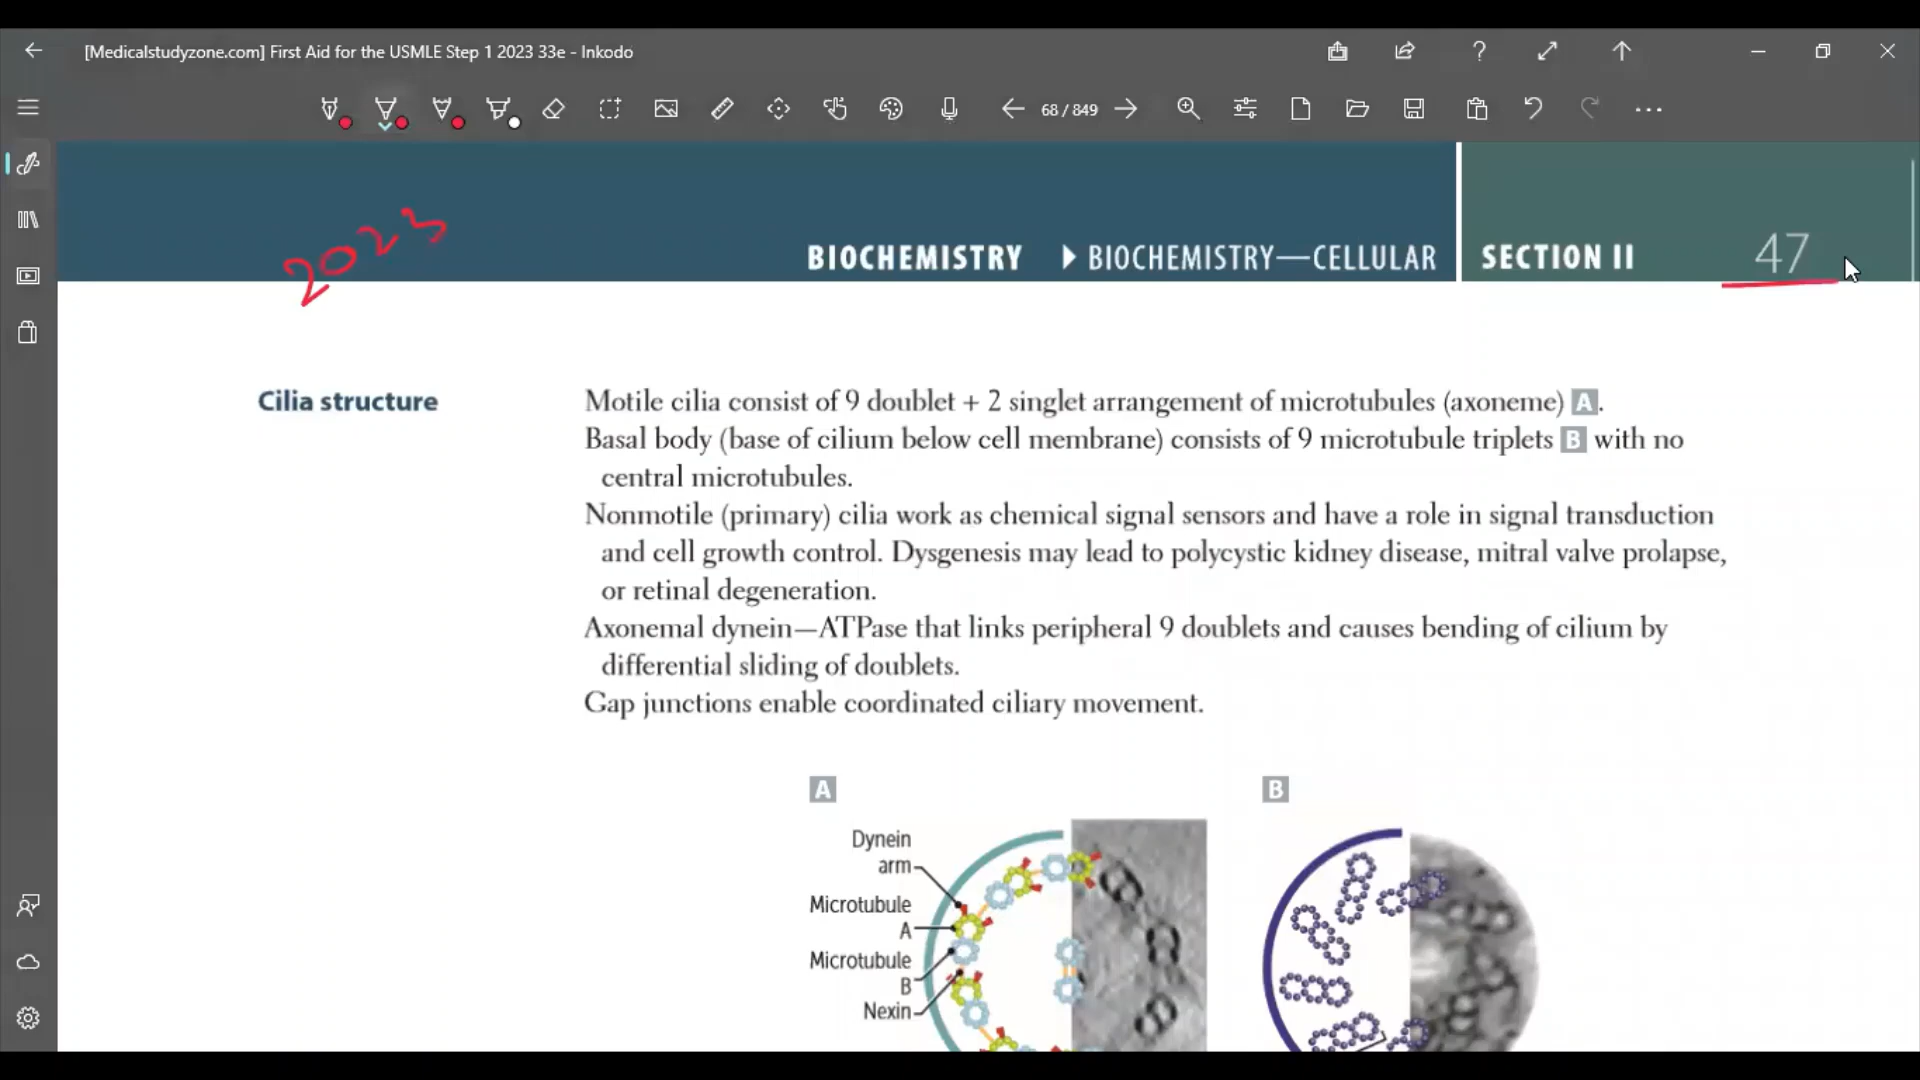 [Medicalstudyzone.com] First Aid for the USMLE Step 1 2023 33e - Inkodo
68 / 849
2023
BIOCHEMISTRY ▶ BIOCHEMISTRY—CELLULAR SECTION II 47
Cilia structure
Motile cilia consist of 9 doublet + 2 singlet arrangement of microtubules (axoneme) A.
Basal body (base of cilium below cell membrane) consists of 9 microtubule triplets B with no
central microtubules.
Nonmotile (primary) cilia work as chemical signal sensors and have a role in signal transduction
and cell growth control. Dysgenesis may lead to polycystic kidney disease, mitral valve prolapse,
or retinal degeneration.
Axonemal dynein—ATPase that links peripheral 9 doublets and causes bending of cilium by
differential sliding of doublets.
Gap junctions enable coordinated ciliary movement.
A
Dynein
arm
Microtubule
A
Microtubule
B
Nexin
B